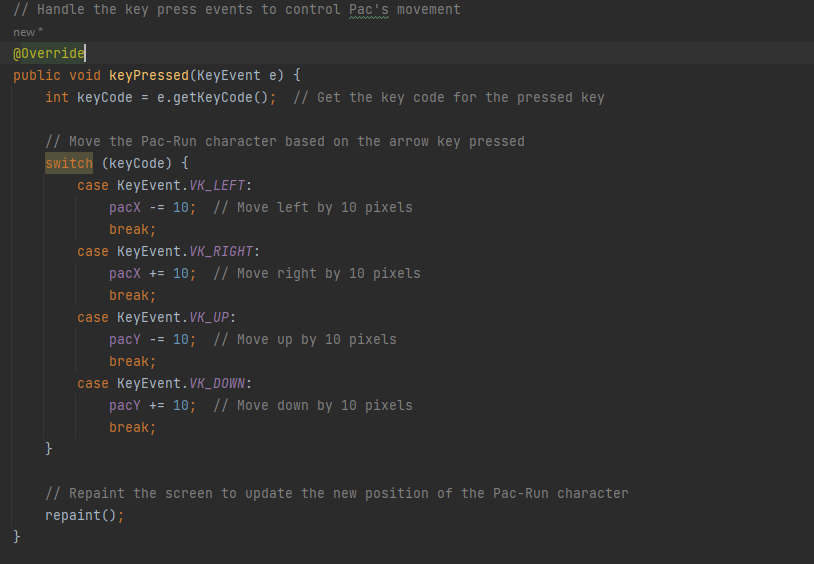 // Handle the key press events to control Pac's movement
new *
@Override
public void keyPressed(KeyEvent e) {
    int keyCode = e.getKeyCode();  // Get the key code for the pressed key

    // Move the Pac-Run character based on the arrow key pressed
    switch (keyCode) {
        case KeyEvent.VK_LEFT:
            pacX -= 10;  // Move left by 10 pixels
            break;
        case KeyEvent.VK_RIGHT:
            pacX += 10;  // Move right by 10 pixels
            break;
        case KeyEvent.VK_UP:
            pacY -= 10;  // Move up by 10 pixels
            break;
        case KeyEvent.VK_DOWN:
            pacY += 10;  // Move down by 10 pixels
            break;
    }

    // Repaint the screen to update the new position of the Pac-Run character
    repaint();
}